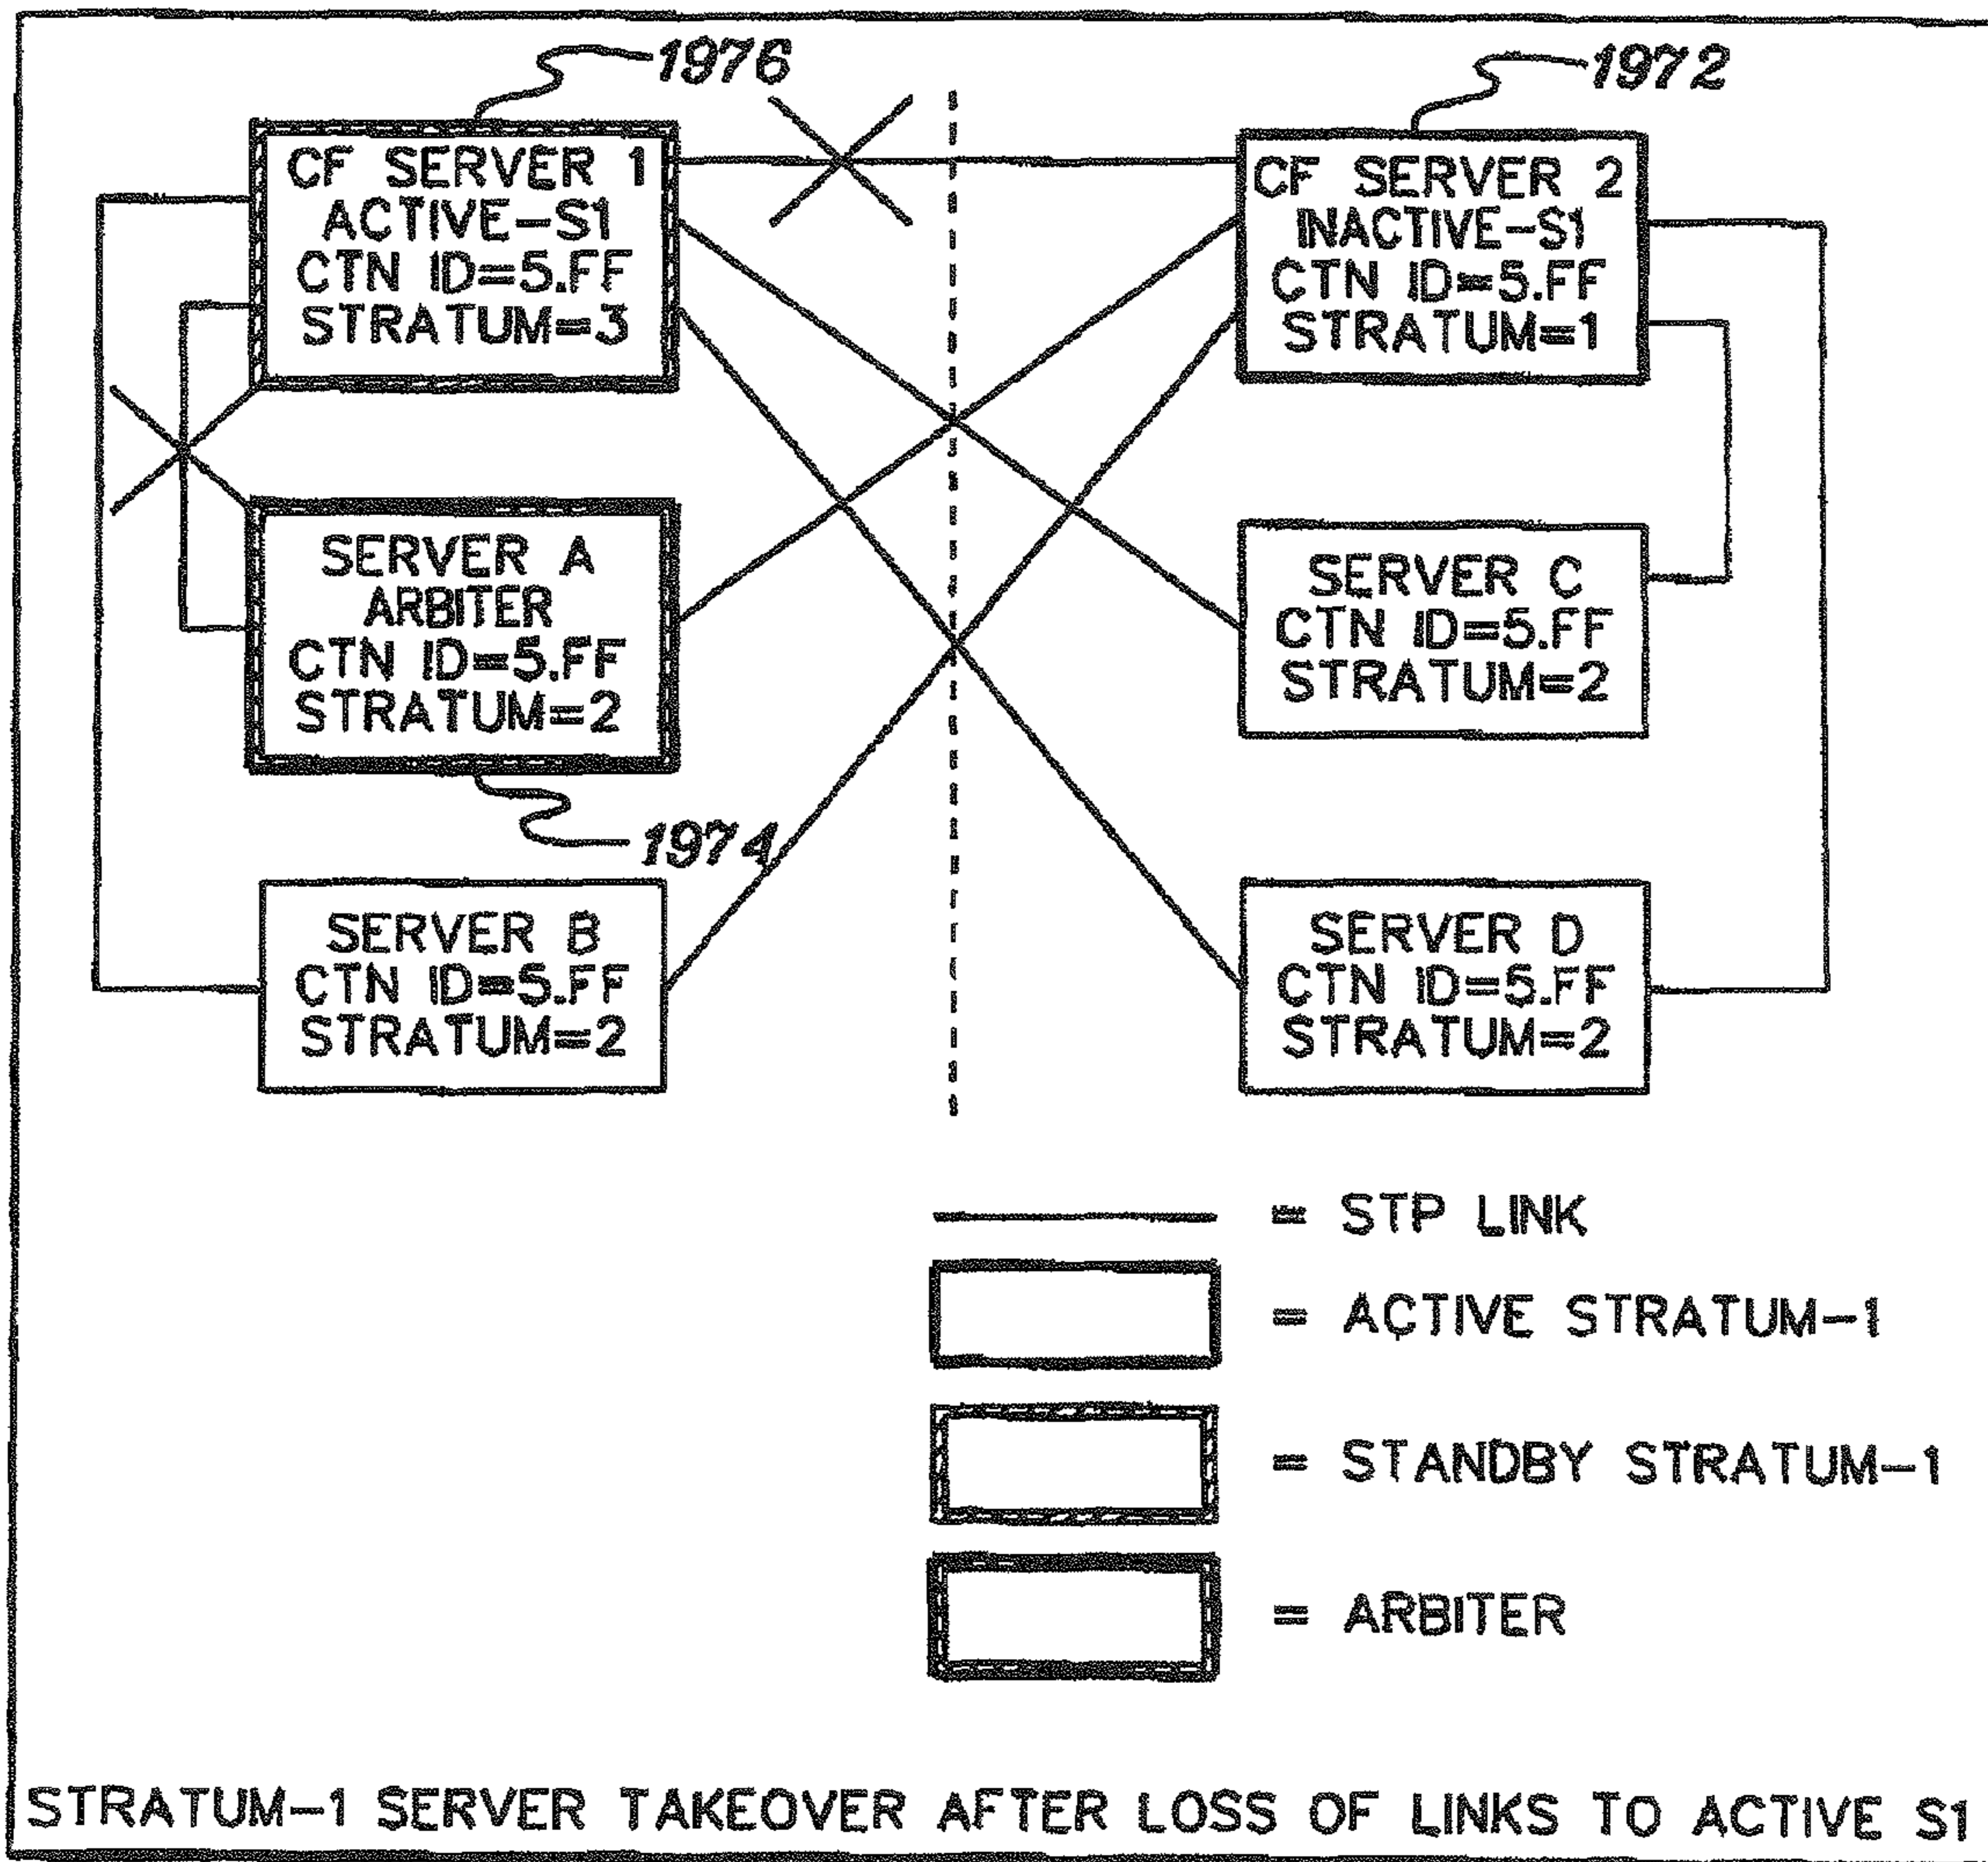 1976
CF SERVER 1
ACTIVE-S1
CTN ID=5.FF
STRATUM=3
1972
CF SERVER 2
INACTIVE-S1
CTN ID=5.FF
STRATUM=1
SERVER A
ARBITER
CTN ID=5.FF
STRATUM=2
1974
SERVER C
CTN ID=5.FF
STRATUM=2
SERVER B
CTN ID=5.FF
STRATUM=2
SERVER D
CTN ID=5.FF
STRATUM=2
= STP LINK
= ACTIVE STRATUM-1
= STANDBY STRATUM-1
= ARBITER
STRATUM-1 SERVER TAKEOVER AFTER LOSS OF LINKS TO ACTIVE S1